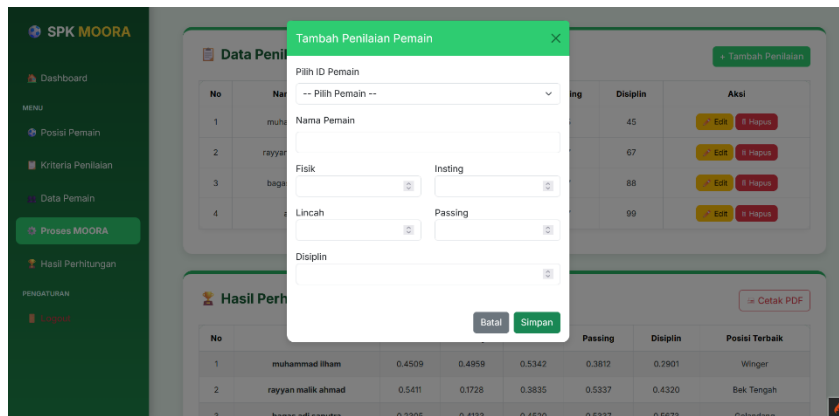 SPK MOORA
Dashboard
MENU
Posisi Pemain
Kriteria Penilaian
Data Pemain
Proses MOORA
Hasil Perhitungan
PENGATURAN
Logout
Data Penil
+ Tambah Penilaian
No Nar ing Disiplin Aksi
1 muha 45 Edit Hapus
2 rayyar 67 Edit Hapus
3 baga 88 Edit Hapus
4 a 99 Edit Hapus
Tambah Penilaian Pemain
Pilih ID Pemain
-- Pilih Pemain --
Nama Pemain
Fisik Insting
Lincah Passing
Disiplin
Batal Simpan
Hasil Perh
Cetak PDF
No Passing Disiplin Posisi Terbaik
1 muhammad ilham 0.4509 0.4959 0.5342 0.3812 0.2901 Winger
2 rayyan malik ahmad 0.5411 0.1728 0.3835 0.5337 0.4320 Bek Tengah